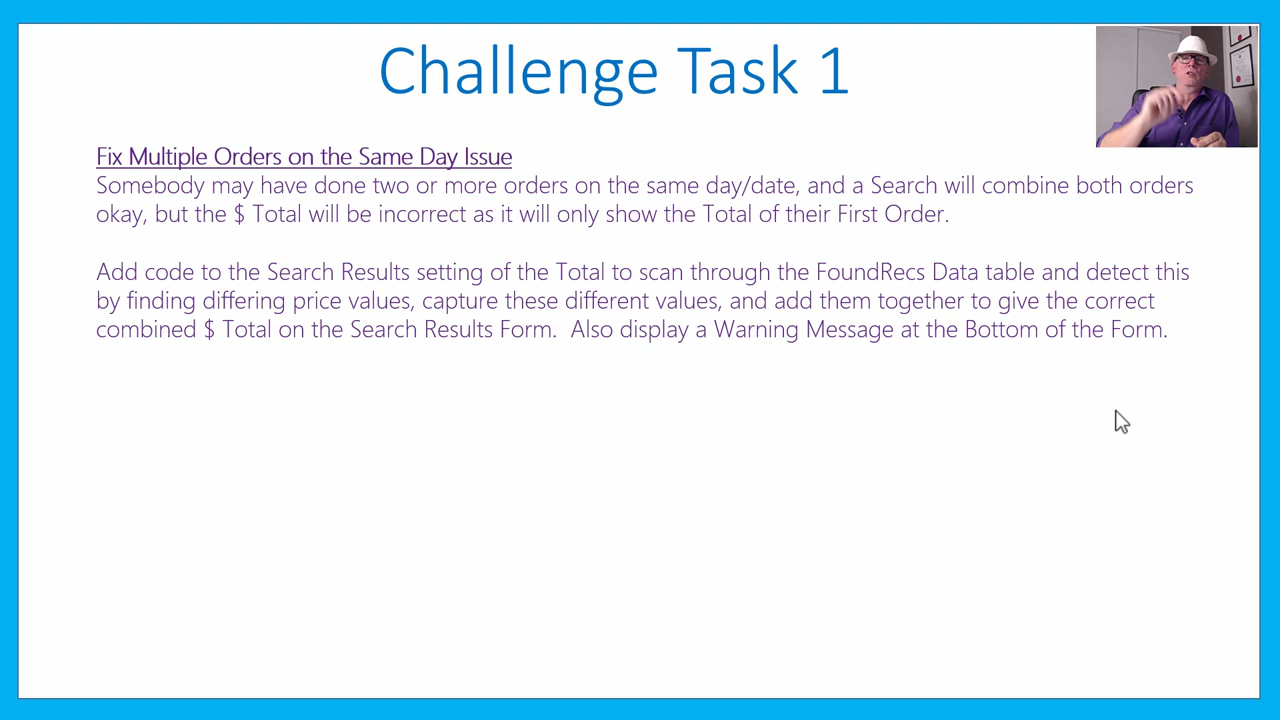 Challenge Task 1
Fix Multiple Orders on the Same Day Issue
Somebody may have done two or more orders on the same day/date, and a Search will combine both orders
okay, but the $ Total will be incorrect as it will only show the Total of their First Order.
Add code to the Search Results setting of the Total to scan through the FoundRecs Data table and detect this
by finding differing price values, capture these different values, and add them together to give the correct
combined $ Total on the Search Results Form.  Also display a Warning Message at the Bottom of the Form.